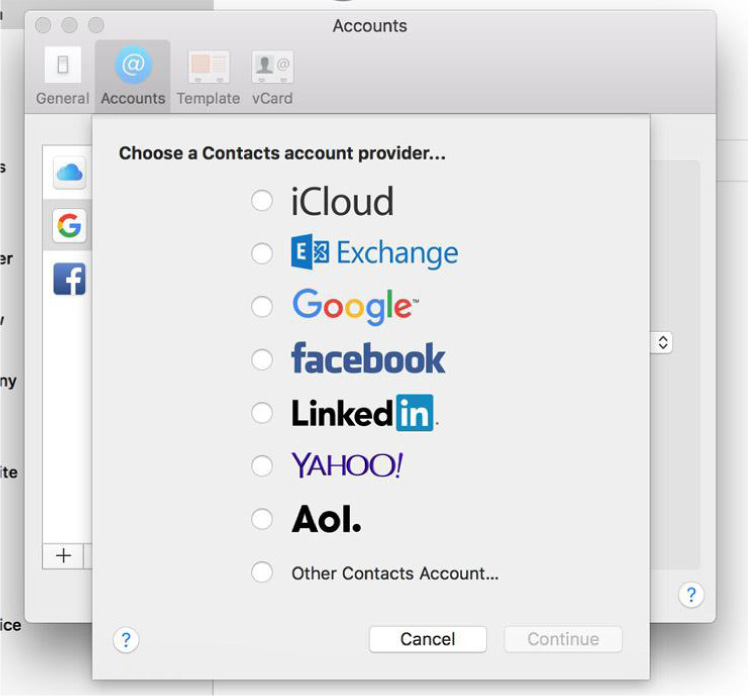 Accounts
General Accounts Template vCard
Choose a Contacts account provider...
iCloud
Exchange
Google™
facebook
LinkedIn.
YAHOO!
Aol.
Other Contacts Account...
? Cancel Continue
?
er
ny
ite
ice